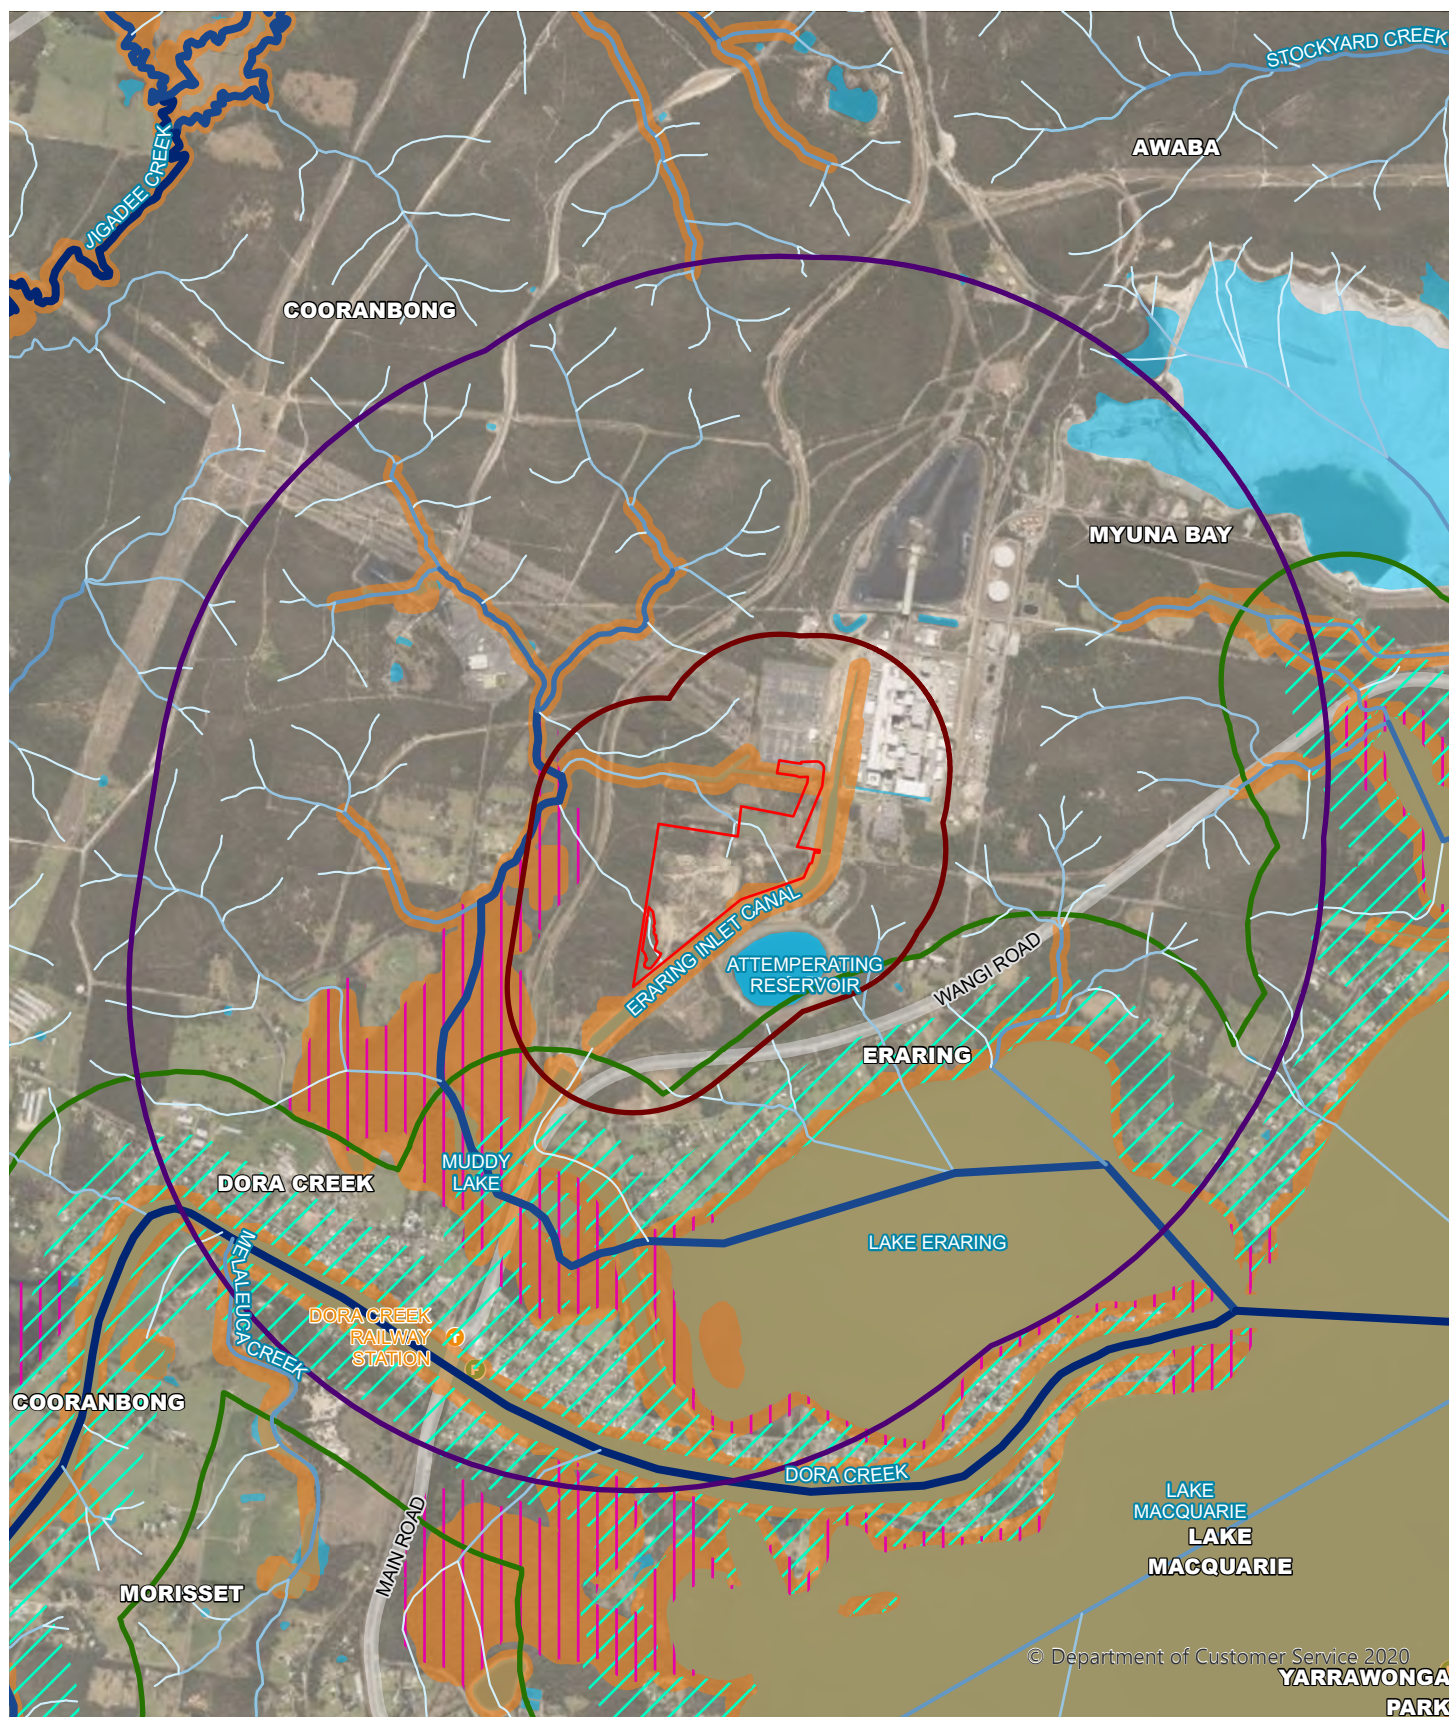 STOCKYARD CREEK
AWABA
JIGADEE CREEK
COORANBONG
MYUNA BAY
ERARING INLET CANAL
ATTEMPERATING
RESERVOIR
WANGI ROAD
ERARING
MUDDY
LAKE
DORA CREEK
LAKE ERARING
MELALEUCA CREEK
DORA CREEK
RAILWAY
STATION
COORANBONG
DORA CREEK
LAKE
MACQUARIE
LAKE
MACQUARIE
MAIN ROAD
MORISSET
© Department of Customer Service 2020
YARRAWONGA
PARK